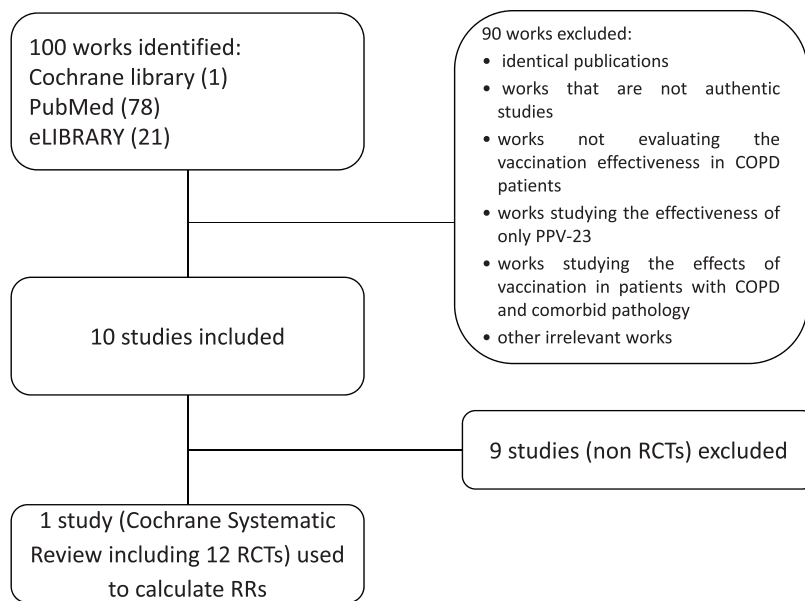 100 works identified:
Cochrane library (1)
PubMed (78)
eLIBRARY (21)
90 works excluded:
• identical publications
• works that are not authentic
studies
• works not evaluating the
vaccination effectiveness in COPD
patients
• works studying the effectiveness of
only PPV-23
• works studying the effects of
vaccination in patients with COPD
and comorbid pathology
• other irrelevant works
10 studies included
9 studies (non RCTs) excluded
1 study (Cochrane Systematic
Review including 12 RCTs) used
to calculate RRs